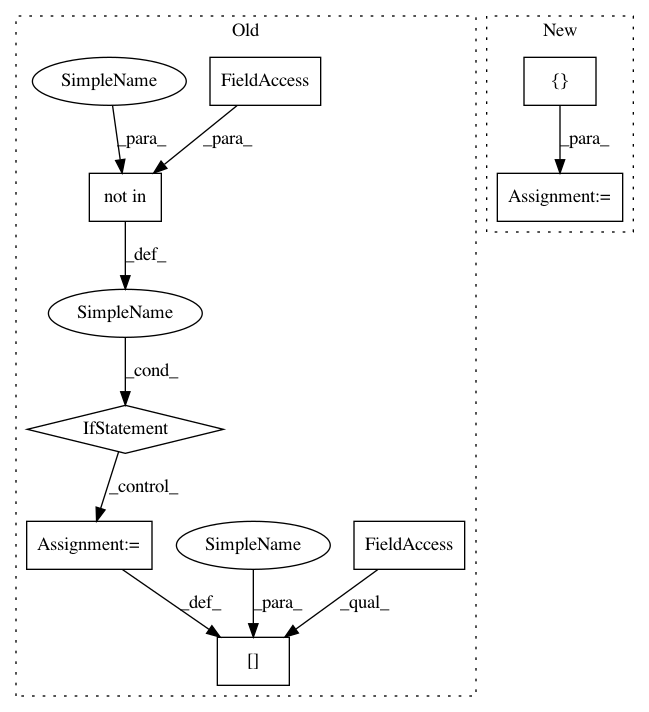 Old
New
SimpleName
FieldAccess
{}
_para_
_para_
_para_
not in
Assignment:=
_def_
SimpleName
_cond_
IfStatement
_control_
Assignment:=
SimpleName
FieldAccess
_def_
_para_
_qual_
[]